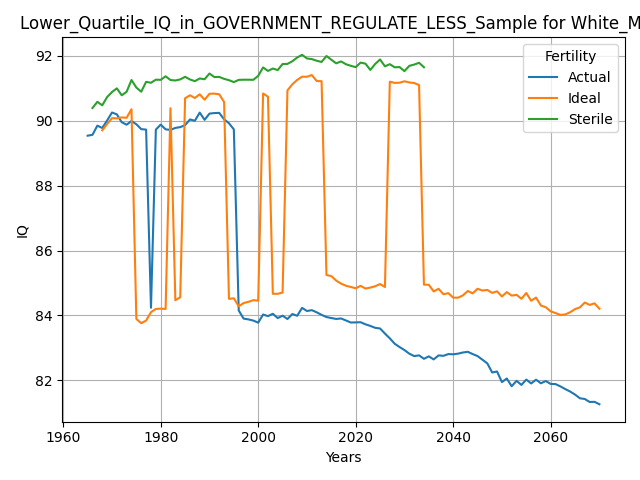 Lower_Quartile_IQ_in_GOVERNMENT_REGULATE_LESS_Sample for White_M
Fertility
Actual
Ideal
Sterile
IQ
92
90
88
86
84
82
1960
1980
2000
2020
2040
2060
Years